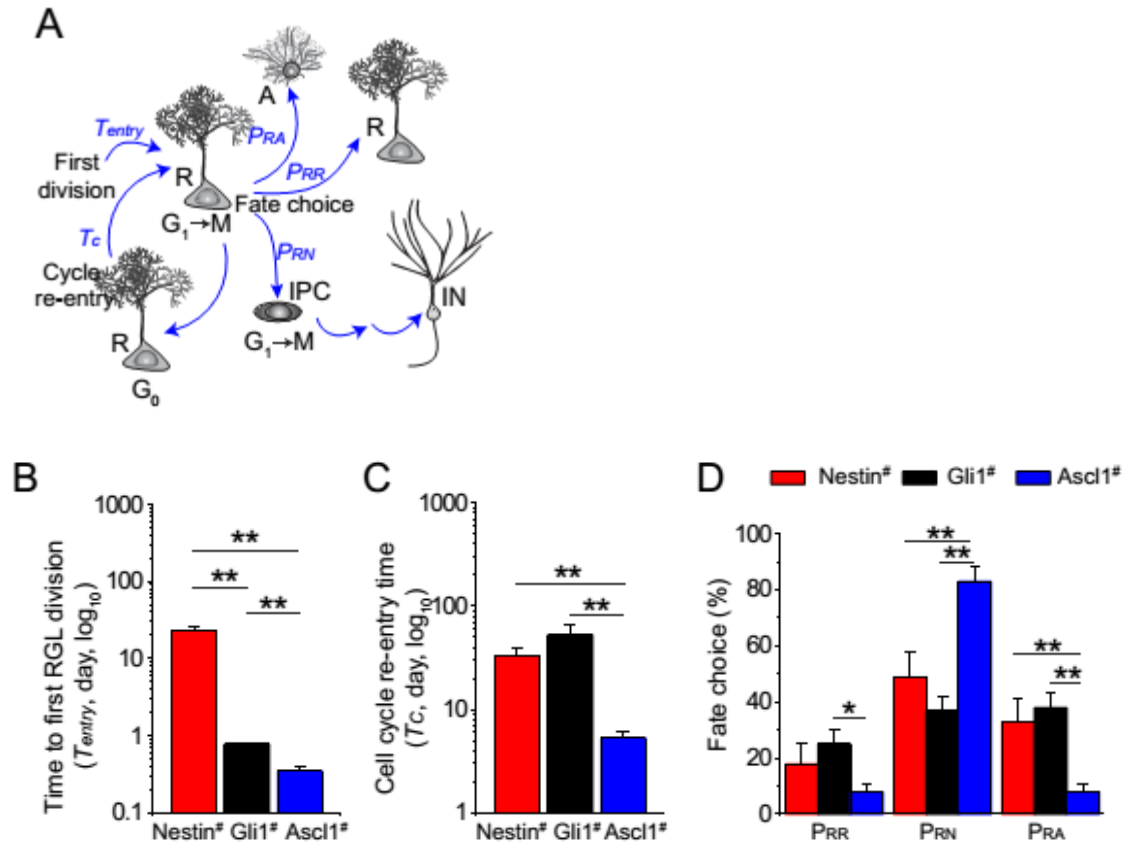 A
Tentry
First
division
R
G1→M
A
PRA
PRR
R
Fate choice
Tc
Cycle
re-entry
R
G0
PRN
IPC
G1→M
IN
B
Time to first RGL division
(Tentry, day, log10)
1000
100
10
1
0.1
**
**
**
Nestin# Gli1# Ascl1#
C
Cell cycle re-entry time
(Tc, day, log10)
1000
100
10
1
**
**
Nestin# Gli1# Ascl1#
D
Nestin# Gli1# Ascl1#
Fate choice (%)
100
80
60
40
20
0
*
**
**
**
**
PRR PRN PRA